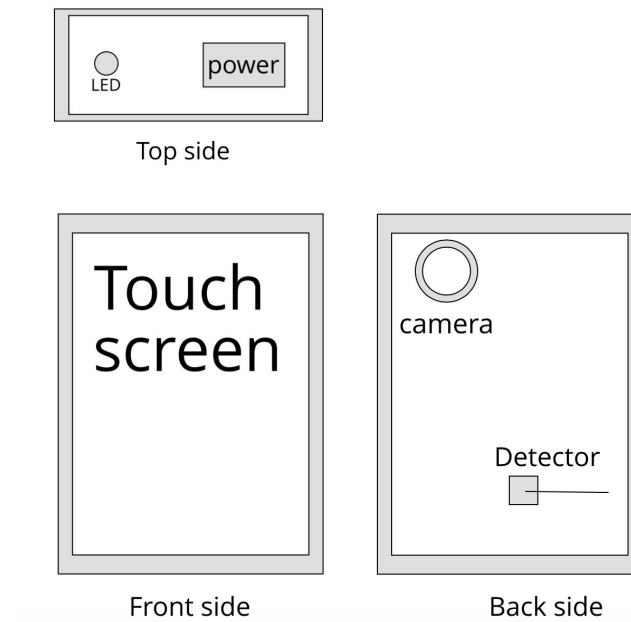 LED
power
Top side
Touch
screen
Front side
camera
Detector
Back side